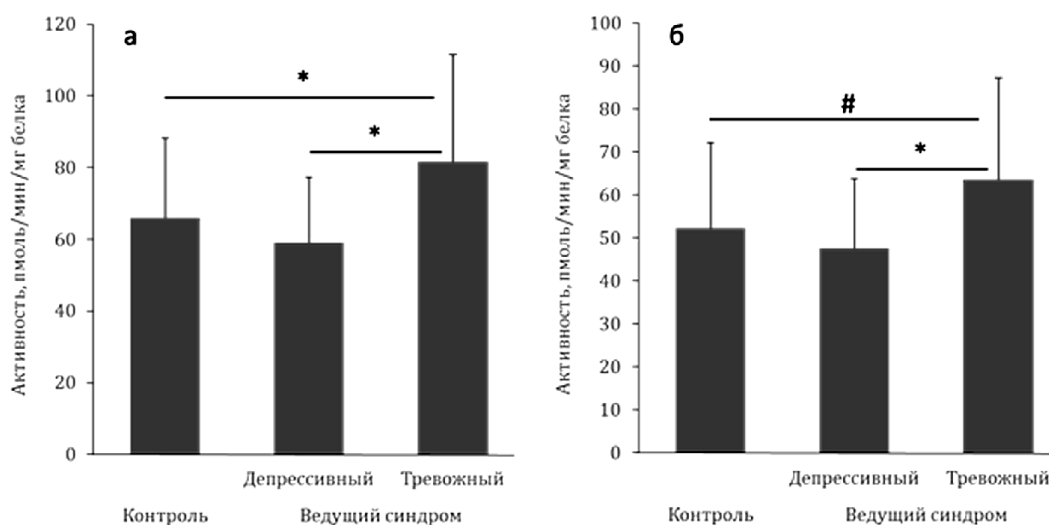 а
Активность, пмоль/мин/мг белка
120
100
80
60
40
20
0
*
*
Депрессивный Тревожный
Контроль Ведущий синдром
б
Активность, пмоль/мин/мг белка
100
90
80
70
60
50
40
30
20
10
0
#
*
Депрессивный Тревожный
Контроль Ведущий синдром